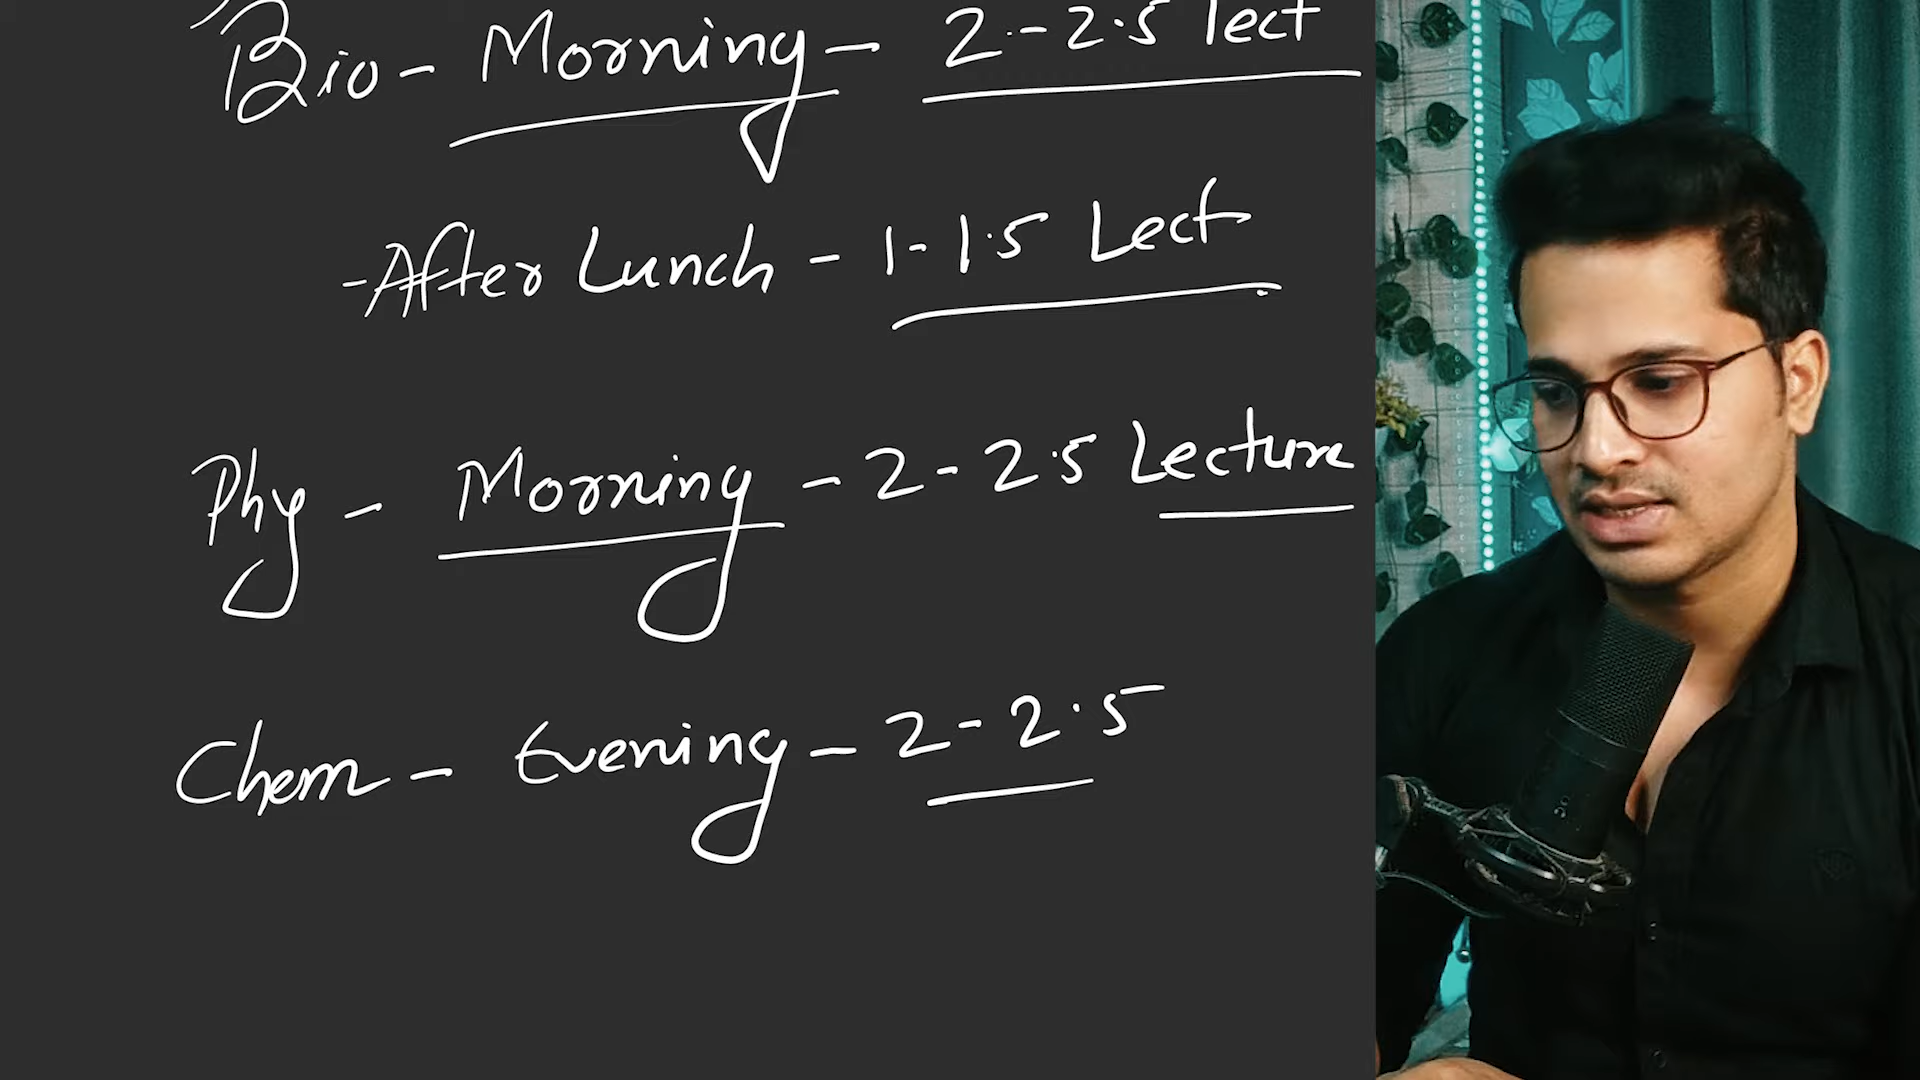 Bio - Morning - 2 - 2.5 lect
- After Lunch - 1 - 1.5 Lect
Phy - Morning - 2 - 2.5 Lecture
Chem - Evening - 2 - 2.5